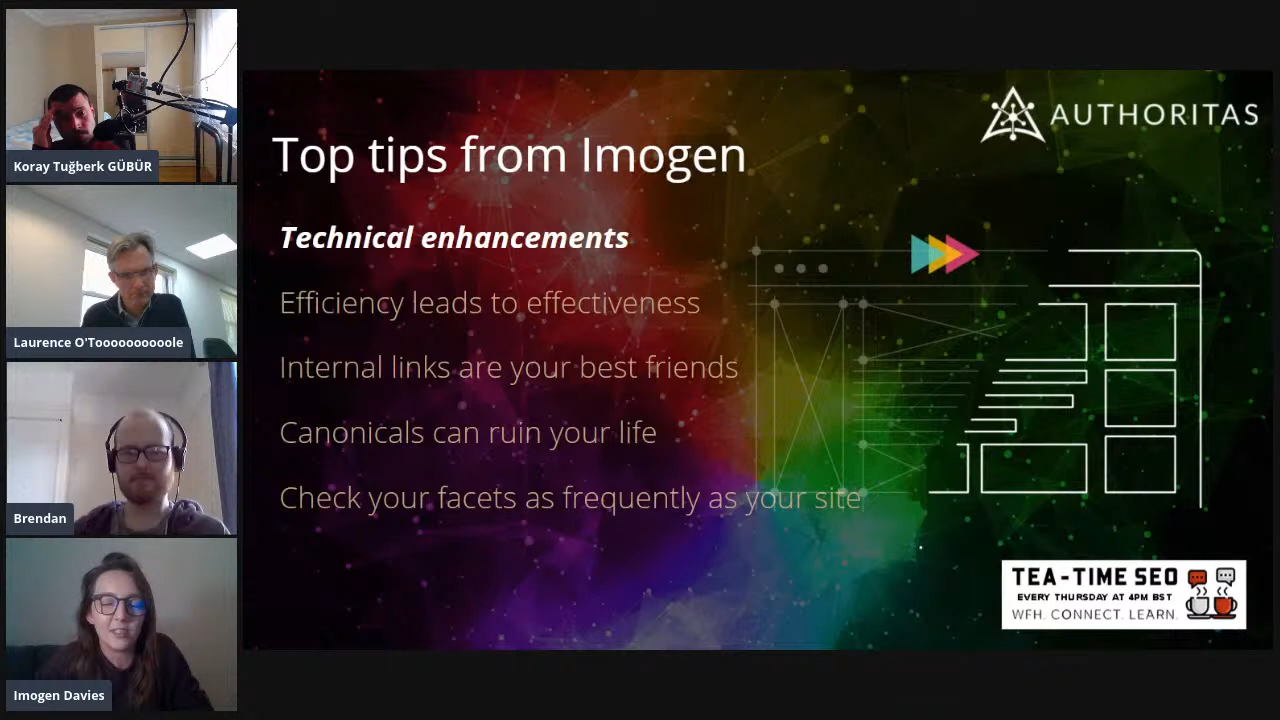 Koray Tuğberk GÜBÜR
Laurence O'Toooooooooole
Brendan
Imogen Davies
AUTHORITAS
Top tips from Imogen
Technical enhancements
Efficiency leads to effectiveness
Internal links are your best friends
Canonicals can ruin your life
Check your facets as frequently as your site
TEA-TIME SEO
EVERY THURSDAY AT 4PM BST
WFH. CONNECT. LEARN.